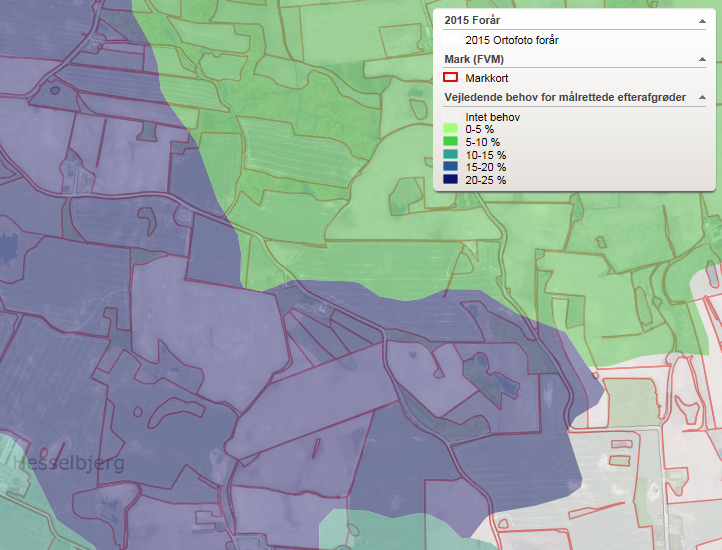 2015 Forår
2015 Ortofoto forår
Mark (FVM)
Markkort
Vejledende behov for målrettede efterafgrøder
Intet behov
0-5 %
5-10 %
10-15 %
15-20 %
20-25 %
Hesselbjerg